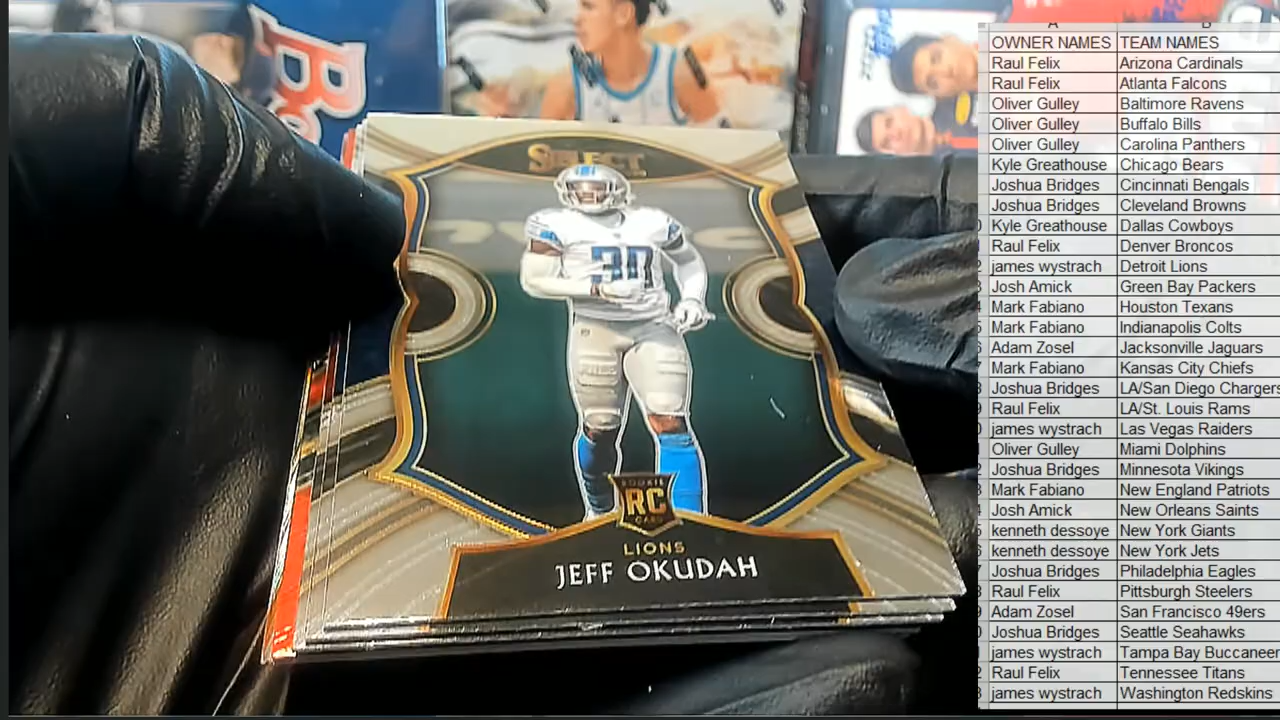 SELECT
30
ROOKIE
RC
CARD
LIONS
JEFF OKUDAH
A B
OWNER NAMES TEAM NAMES
Raul Felix Arizona Cardinals
Raul Felix Atlanta Falcons
Oliver Gulley Baltimore Ravens
Oliver Gulley Buffalo Bills
Oliver Gulley Carolina Panthers
Kyle Greathouse Chicago Bears
Joshua Bridges Cincinnati Bengals
Joshua Bridges Cleveland Browns
Kyle Greathouse Dallas Cowboys
Raul Felix Denver Broncos
james wystrach Detroit Lions
Josh Amick Green Bay Packers
Mark Fabiano Houston Texans
Mark Fabiano Indianapolis Colts
Adam Zosel Jacksonville Jaguars
Mark Fabiano Kansas City Chiefs
Joshua Bridges LA/San Diego Chargers
Raul Felix LA/St. Louis Rams
james wystrach Las Vegas Raiders
Oliver Gulley Miami Dolphins
Joshua Bridges Minnesota Vikings
Mark Fabiano New England Patriots
Josh Amick New Orleans Saints
kenneth dessoye New York Giants
kenneth dessoye New York Jets
Joshua Bridges Philadelphia Eagles
Raul Felix Pittsburgh Steelers
Adam Zosel San Francisco 49ers
Joshua Bridges Seattle Seahawks
james wystrach Tampa Bay Buccaneer
Raul Felix Tennessee Titans
james wystrach Washington Redskins